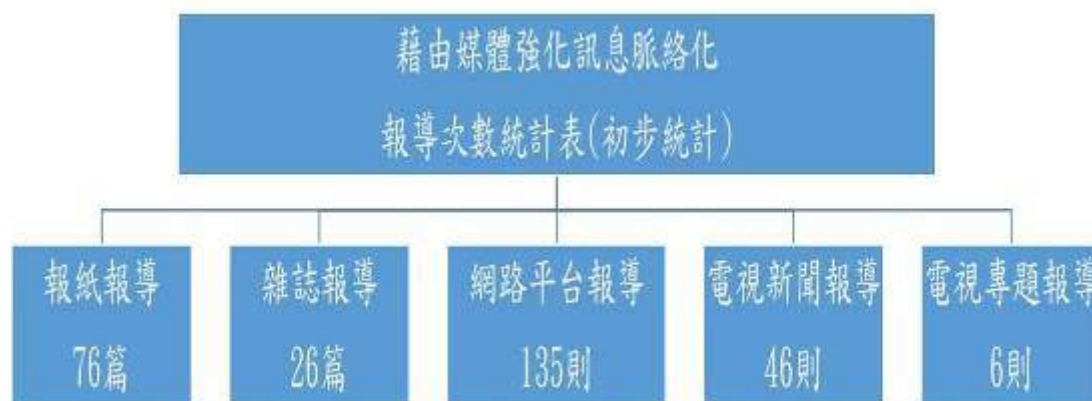 藉由媒體強化訊息脈絡化
報導次數統計表(初步統計)
報紙報導
76篇
雜誌報導
26篇
網路平台報導
135則
電視新聞報導
46則
電視專題報導
6則